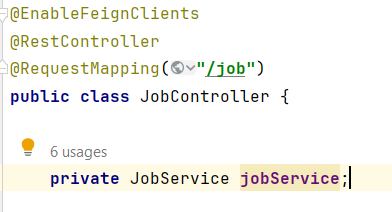 @EnableFeignClients
@RestController
@RequestMapping("/job")
public class JobController {
6 usages
private JobService jobService;